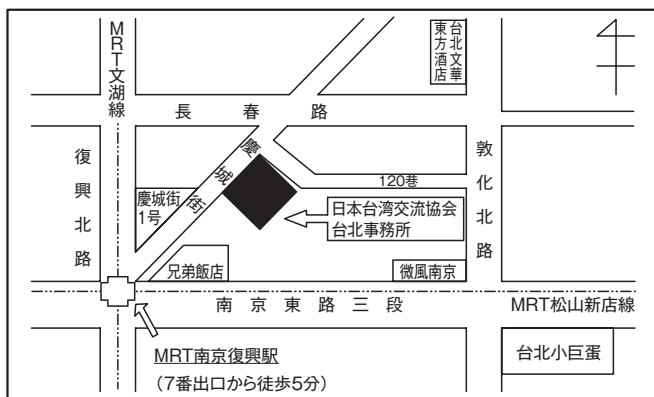 MRT文湖線
台北文華
東方酒店
長春路
復興北路
慶城街
慶城街
1号
敦化北路
120巷
日本台湾交流協会
台北事務所
兄弟飯店
微風南京
南京東路三段
MRT松山新店線
MRT南京復興駅
(7番出口から徒歩5分)
台北小巨蛋